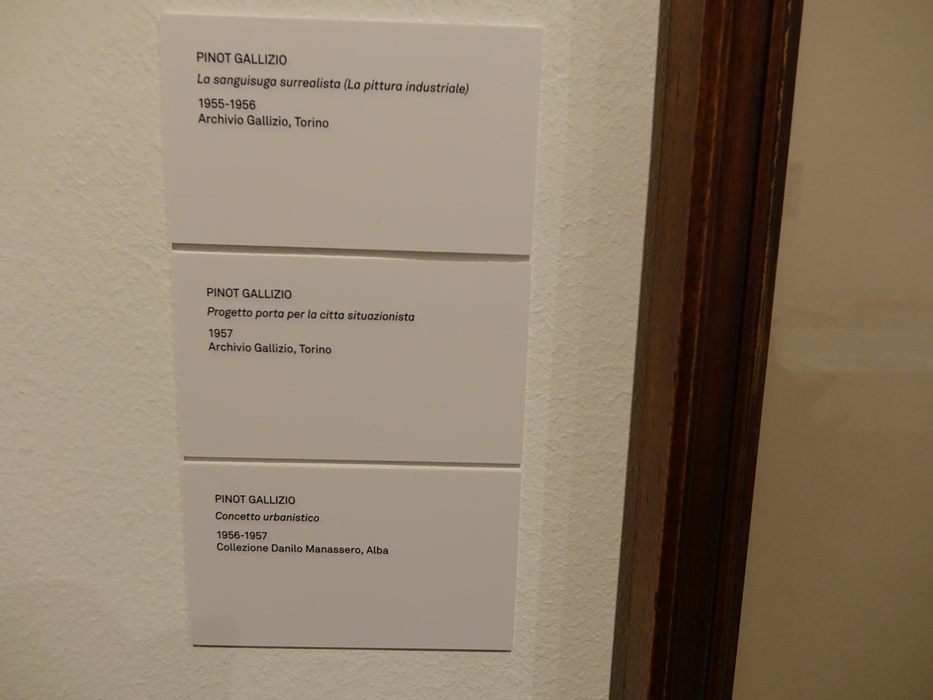 PINOT GALLIZIO
La sanguisuga surrealista (La pittura industriale)
1955-1956
Archivio Gallizio, Torino
PINOT GALLIZIO
Progetto porta per la citta situazionista
1957
Archivio Gallizio, Torino
PINOT GALLIZIO
Concetto urbanistico
1956-1957
Collezione Danilo Manassero, Alba